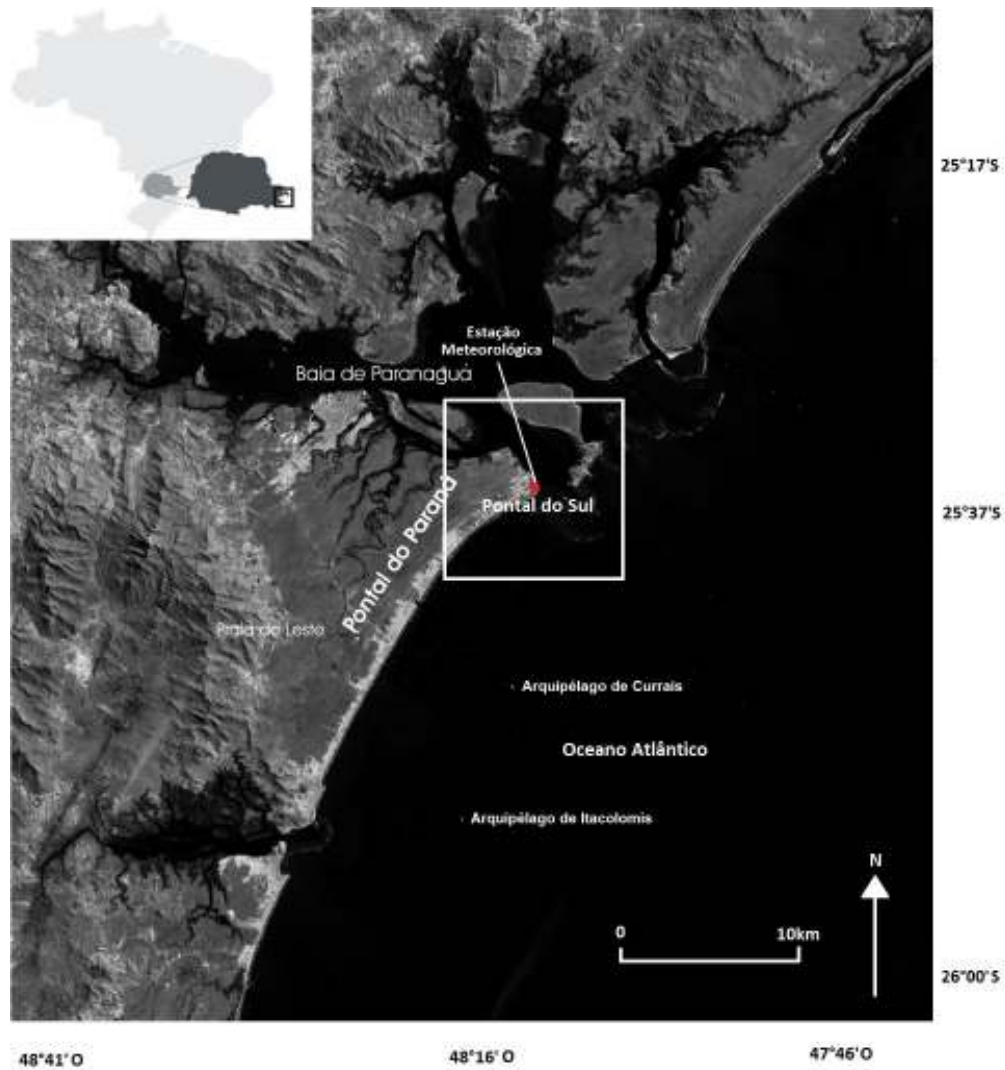 25°17'S
Estação
Meteorológica
Baia de Paranaguá
Pontal do Sul
25°37'S
Pontal do Paraná
Praia de Leste
Arquipélago de Currais
Oceano Atlântico
Arquipélago de Itacolomis
N
0 10km
26°00'S
48°41'O 48°16'O 47°46'O